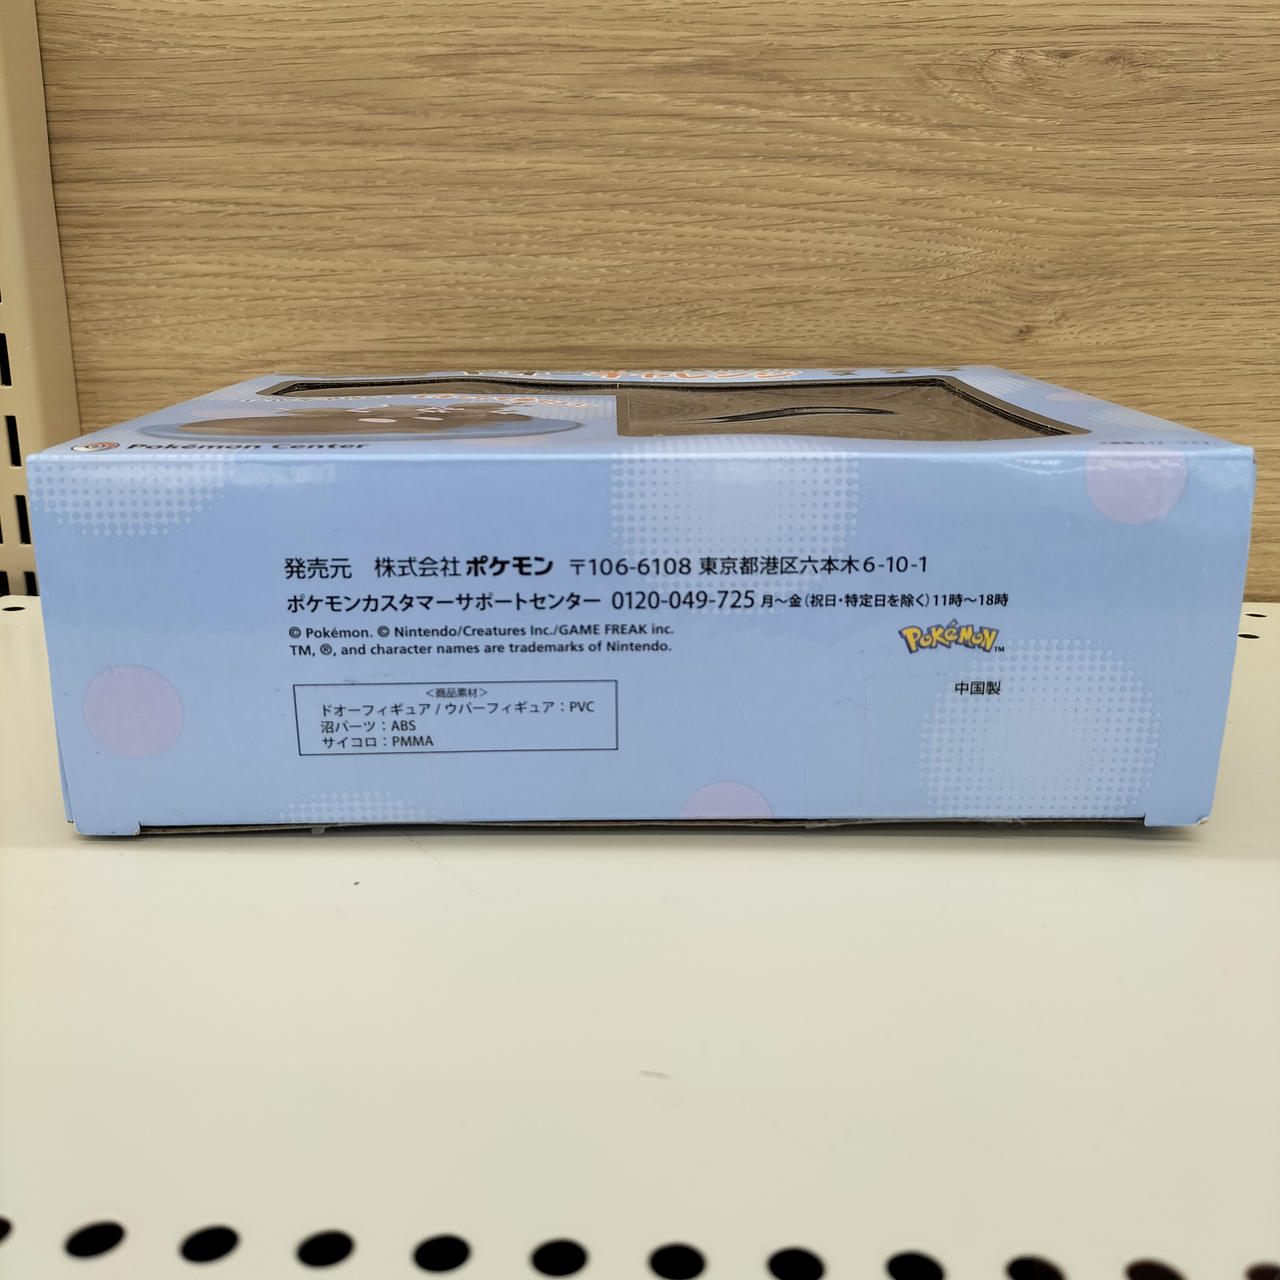 Pokémon Center
発売元 株式会社ポケモン 〒106-6108 東京都港区六本木6-10-1
ポケモンカスタマーサポートセンター 0120-049-725 月～金（祝日・特定日を除く）11時～18時
© Pokémon. © Nintendo/Creatures Inc./GAME FREAK inc.
TM, ®, and character names are trademarks of Nintendo.
POKéMON TM
中国製
＜商品素材＞
ドオーフィギュア / ウパーフィギュア：PVC
沼パーツ：ABS
サイコロ：PMMA